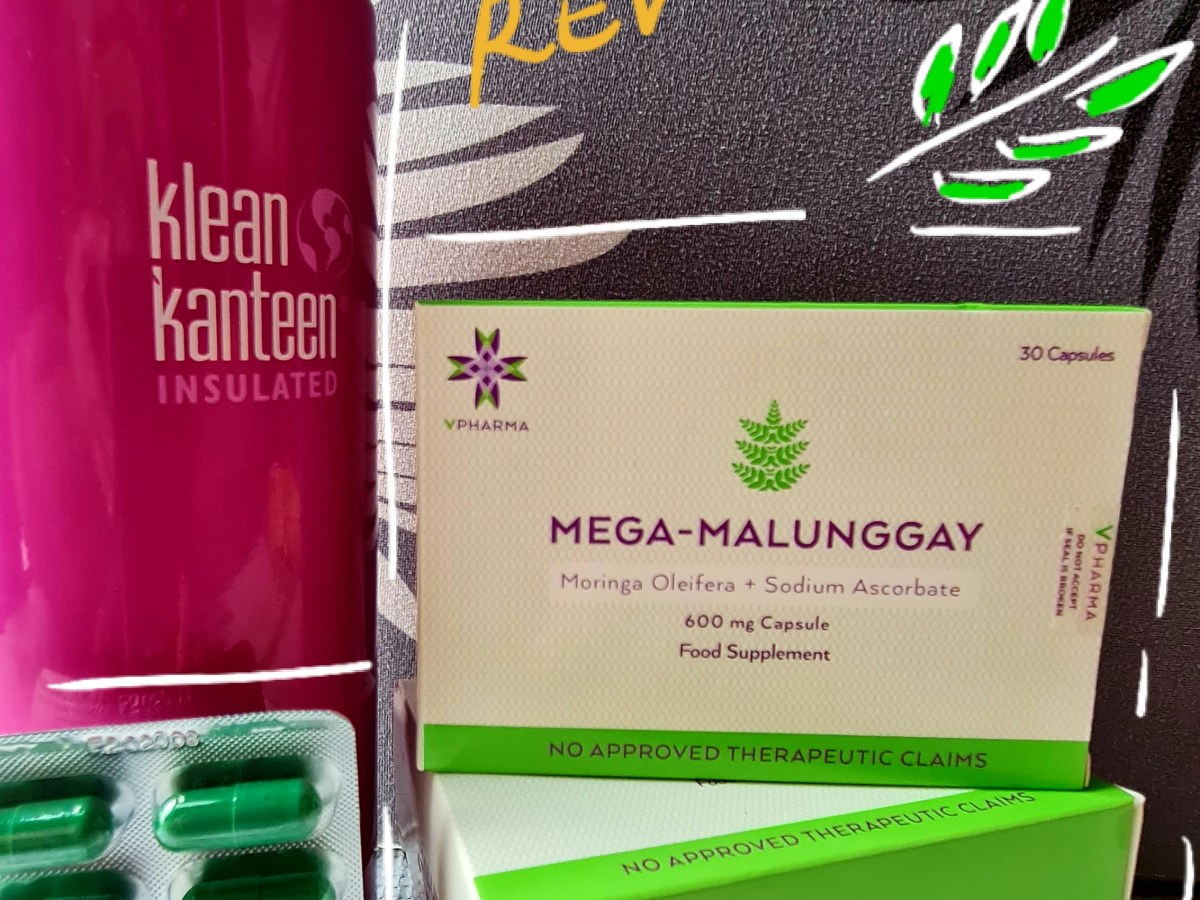 REV
klean
kanteen
INSULATED
VPHARMA
30 Capsules
MEGA-MALUNGGAY
Moringa Oleifera + Sodium Ascorbate
600 mg Capsule
Food Supplement
NO APPROVED THERAPEUTIC CLAIMS
VPHARMA
DO NOT ACCEPT
IF SEAL IS BROKEN
NO APPROVED THERAPEUTIC CLAIMS